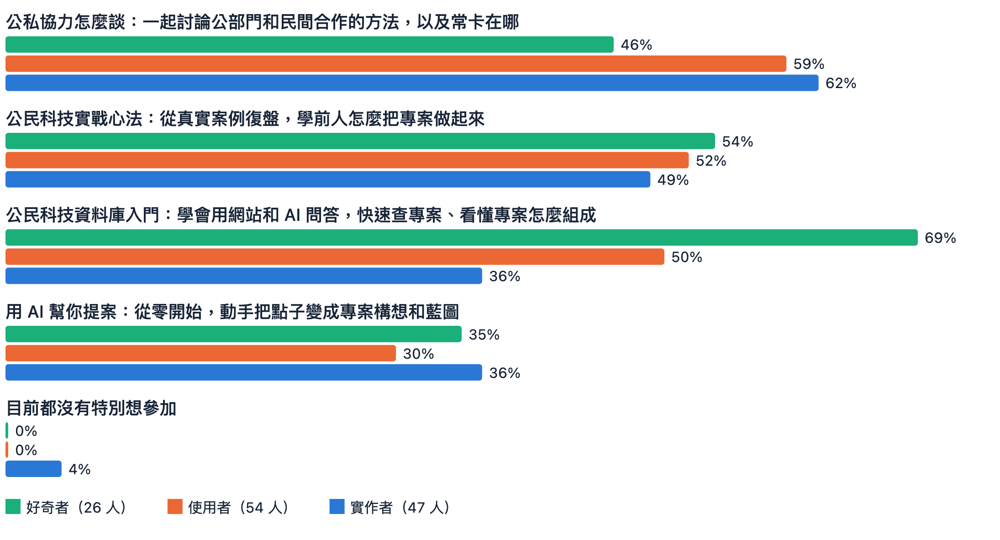 公私協力怎麼談：一起討論公部門和民間合作的方法，以及常卡在哪
46%
59%
62%
公民科技實戰心法：從真實案例復盤，學前人怎麼把專案做起來
54%
52%
49%
公民科技資料庫入門：學會用網站和 AI 問答，快速查專案、看懂專案怎麼組成
69%
50%
36%
用 AI 幫你提案：從零開始，動手把點子變成專案構想和藍圖
35%
30%
36%
目前都沒有特別想參加
0%
0%
4%
好奇者（26 人） 使用者（54 人） 實作者（47 人）